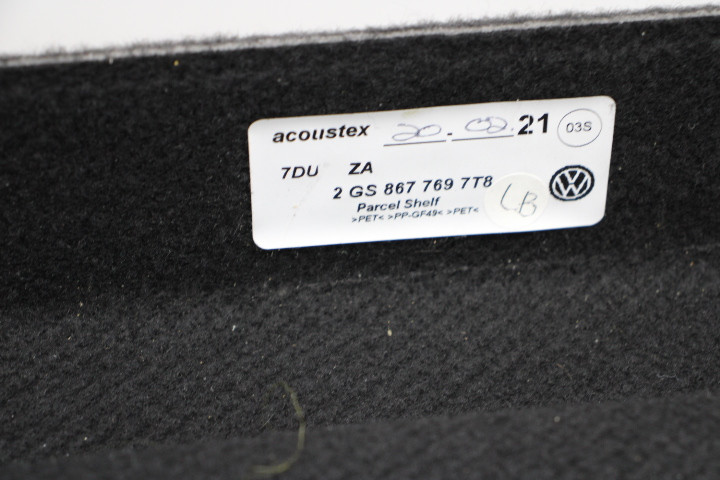 acoustex 20.02.21 03S
7DU ZA
2 GS 867 769 7T8
Parcel Shelf LB
>PET< >PP-GF49< >PET<